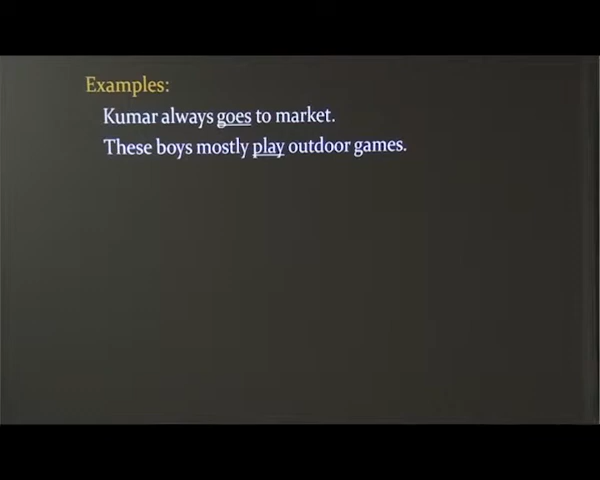 Examples:
Kumar always goes to market.
These boys mostly play outdoor games.